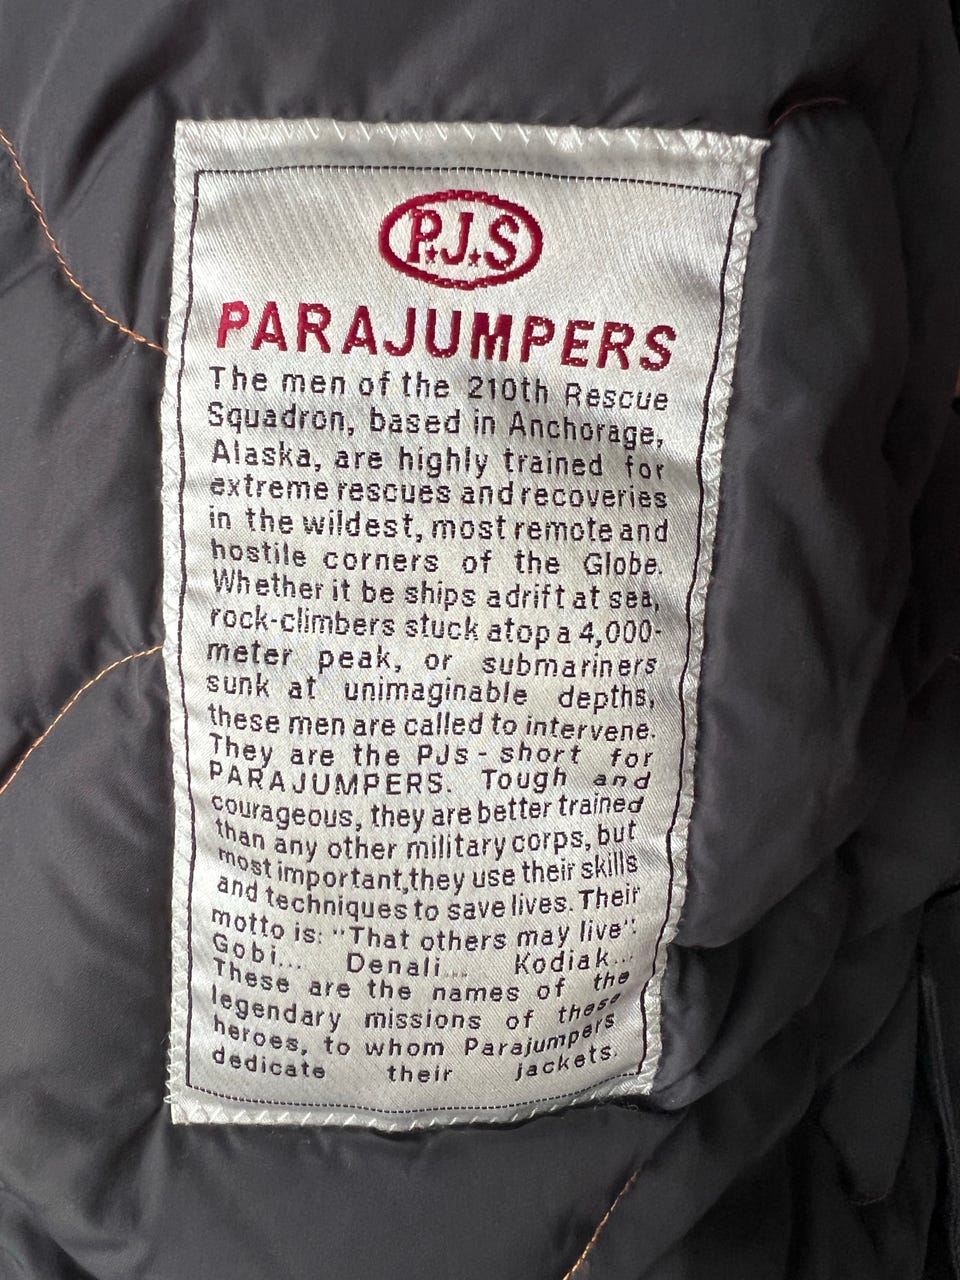 P.J.S
PARAJUMPERS
The men of the 210th Rescue
Squadron, based in Anchorage,
Alaska, are highly trained for
extreme rescues and recoveries
in the wildest, most remote and
hostile corners of the Globe.
Whether it be ships adrift at sea,
rock-climbers stuck atop a 4,000-
meter peak, or submariners
sunk at unimaginable depths,
these men are called to intervene.
They are the PJs - short for
PARAJUMPERS. Tough and
courageous, they are better trained
than any other military corps, but
most important,they use their skills
and techniques to save lives. Their
motto is: "That others may live".
Gobi... Denali... Kodiak...
These are the names of the
legendary missions of these
heroes, to whom Parajumpers
dedicate their jackets.